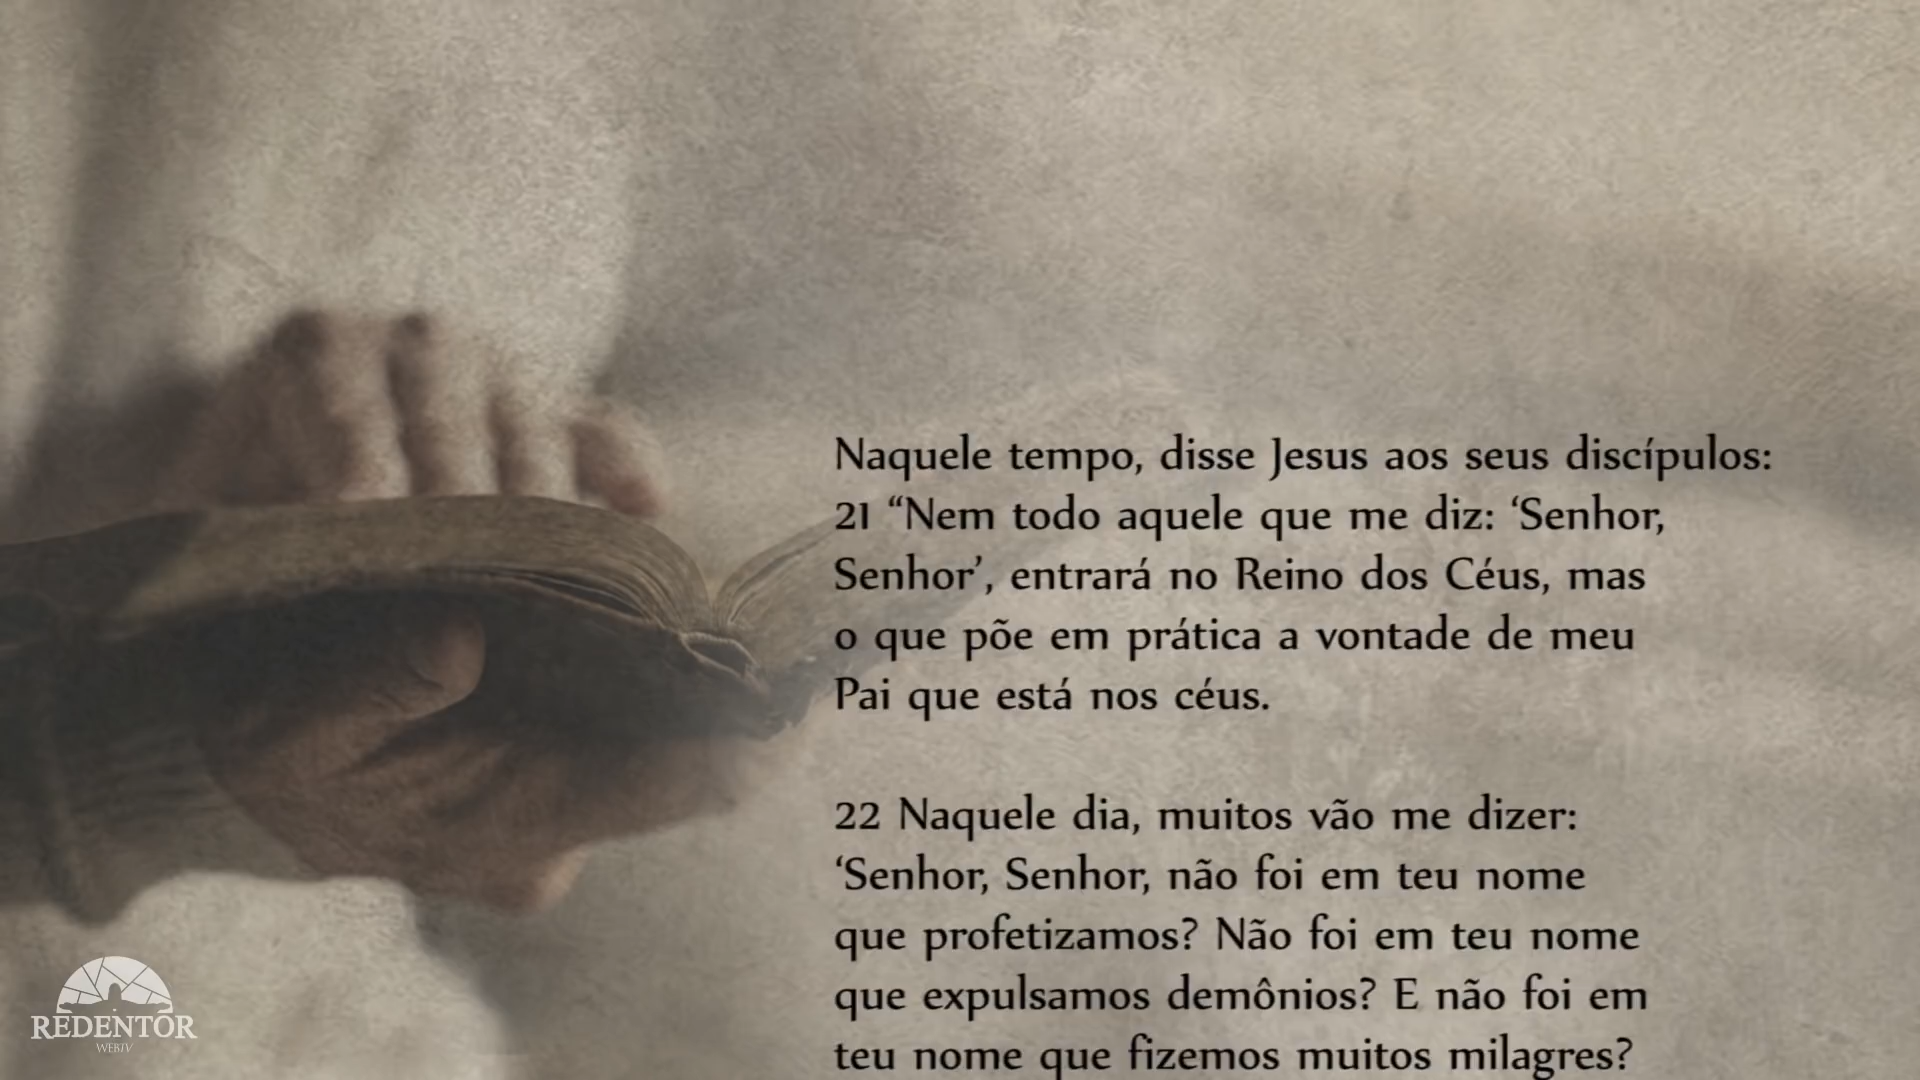 Naquele tempo, disse Jesus aos seus discípulos:
21 “Nem todo aquele que me diz: ‘Senhor,
Senhor’, entrará no Reino dos Céus, mas
o que põe em prática a vontade de meu
Pai que está nos céus.
22 Naquele dia, muitos vão me dizer:
‘Senhor, Senhor, não foi em teu nome
que profetizamos? Não foi em teu nome
que expulsamos demônios? E não foi em
teu nome que fizemos muitos milagres?
REDENTOR
WEBTV